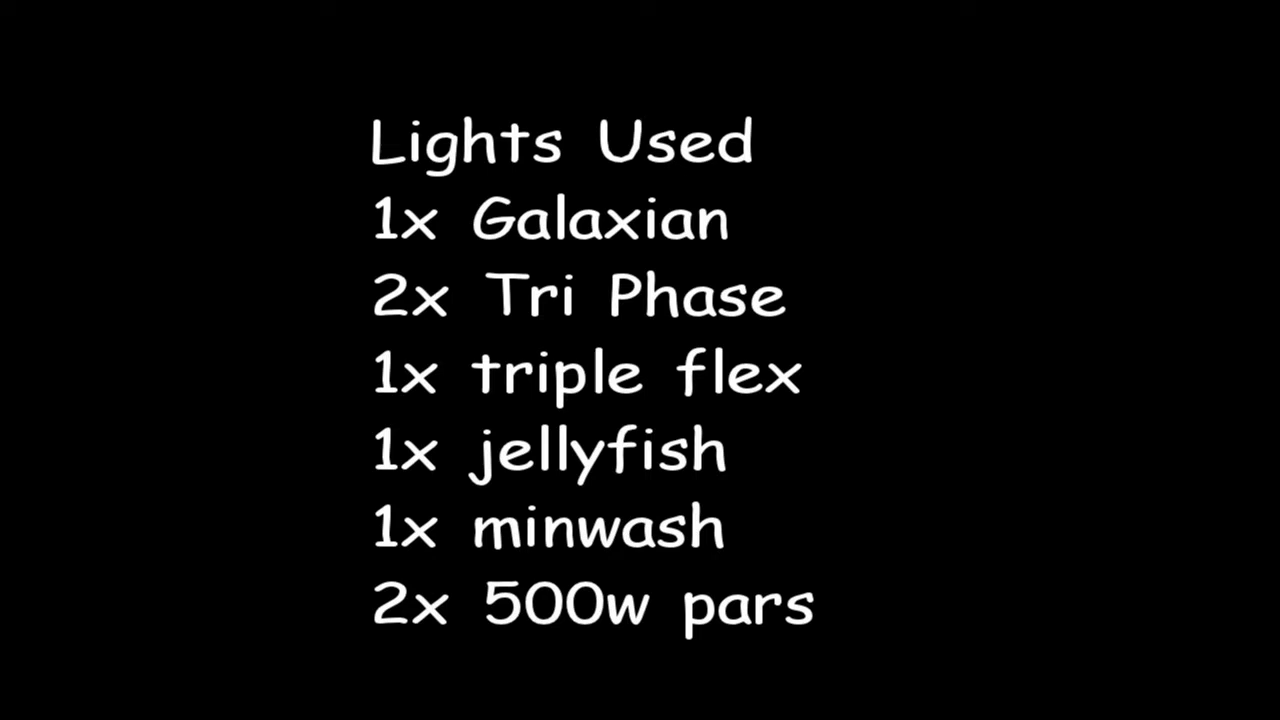 Lights Used
1x Galaxian
2x Tri Phase
1x triple flex
1x jellyfish
1x minwash
2x 500w pars